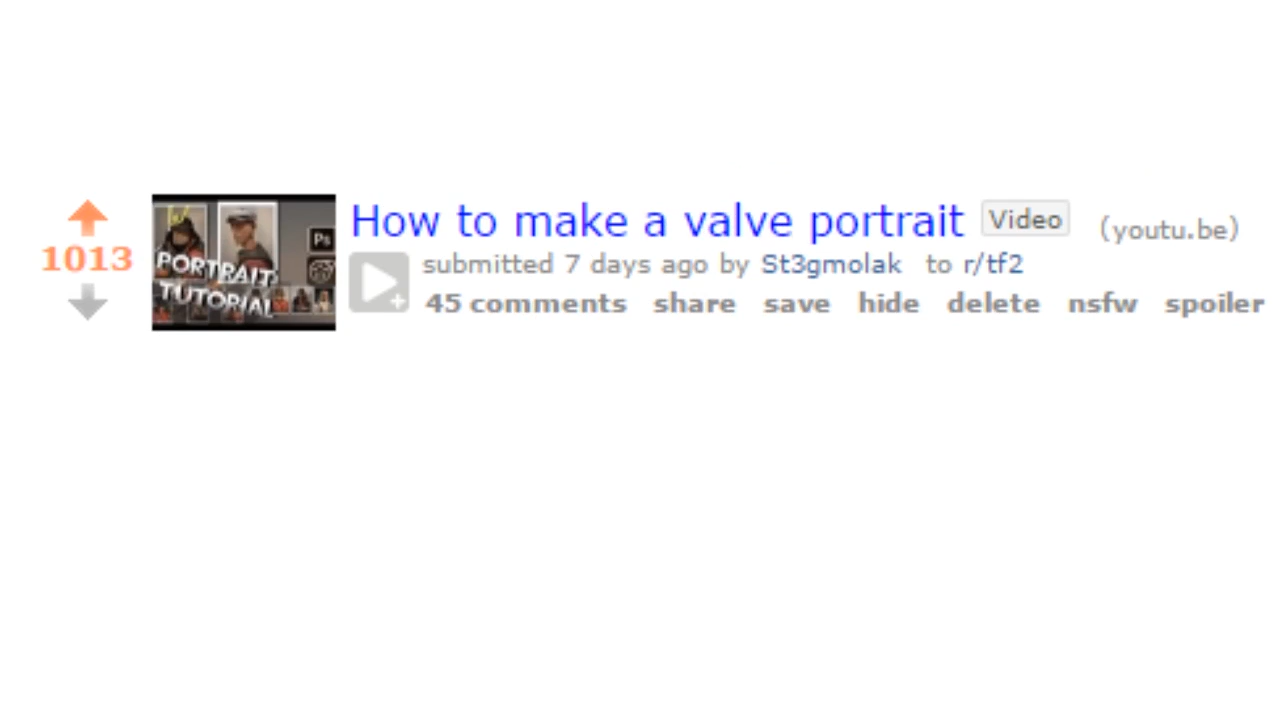 How to make a valve portrait Video (youtu.be)
1013
submitted 7 days ago by St3gmolak to r/tf2
45 comments share save hide delete nsfw spoiler
Ps
PORTRAIT
TUTORIAL